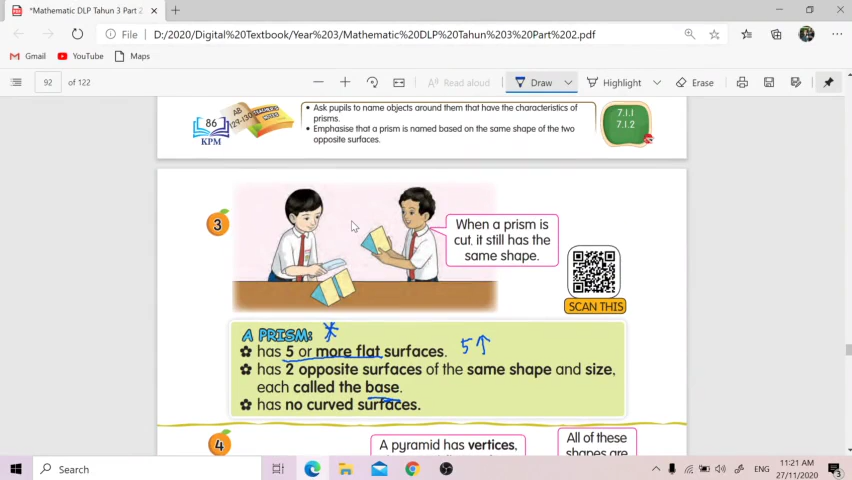 *Mathematic DLP Tahun 3 Part 2
File
D:/2020/Digital%20Textbook/Year%203/Mathematic%20DLP%20Tahun%203%20Part%202.pdf
Gmail
YouTube
Maps
92
of 122
Read aloud
Draw
Highlight
Erase
86
KPM
• Ask pupils to name objects around them that have the characteristics of
prisms.
• Emphasise that a prism is named based on the same shape of the two
opposite surfaces.
7.1.1
7.1.2
3
When a prism is
cut, it still has the
same shape.
SCAN THIS
A PRISM:
has 5 or more flat surfaces.
5↑
has 2 opposite surfaces of the same shape and size,
each called the base.
has no curved surfaces.
4
A pyramid has vertices,
All of these
shapes are
Search
ENG
11:21 AM
27/11/2020
3